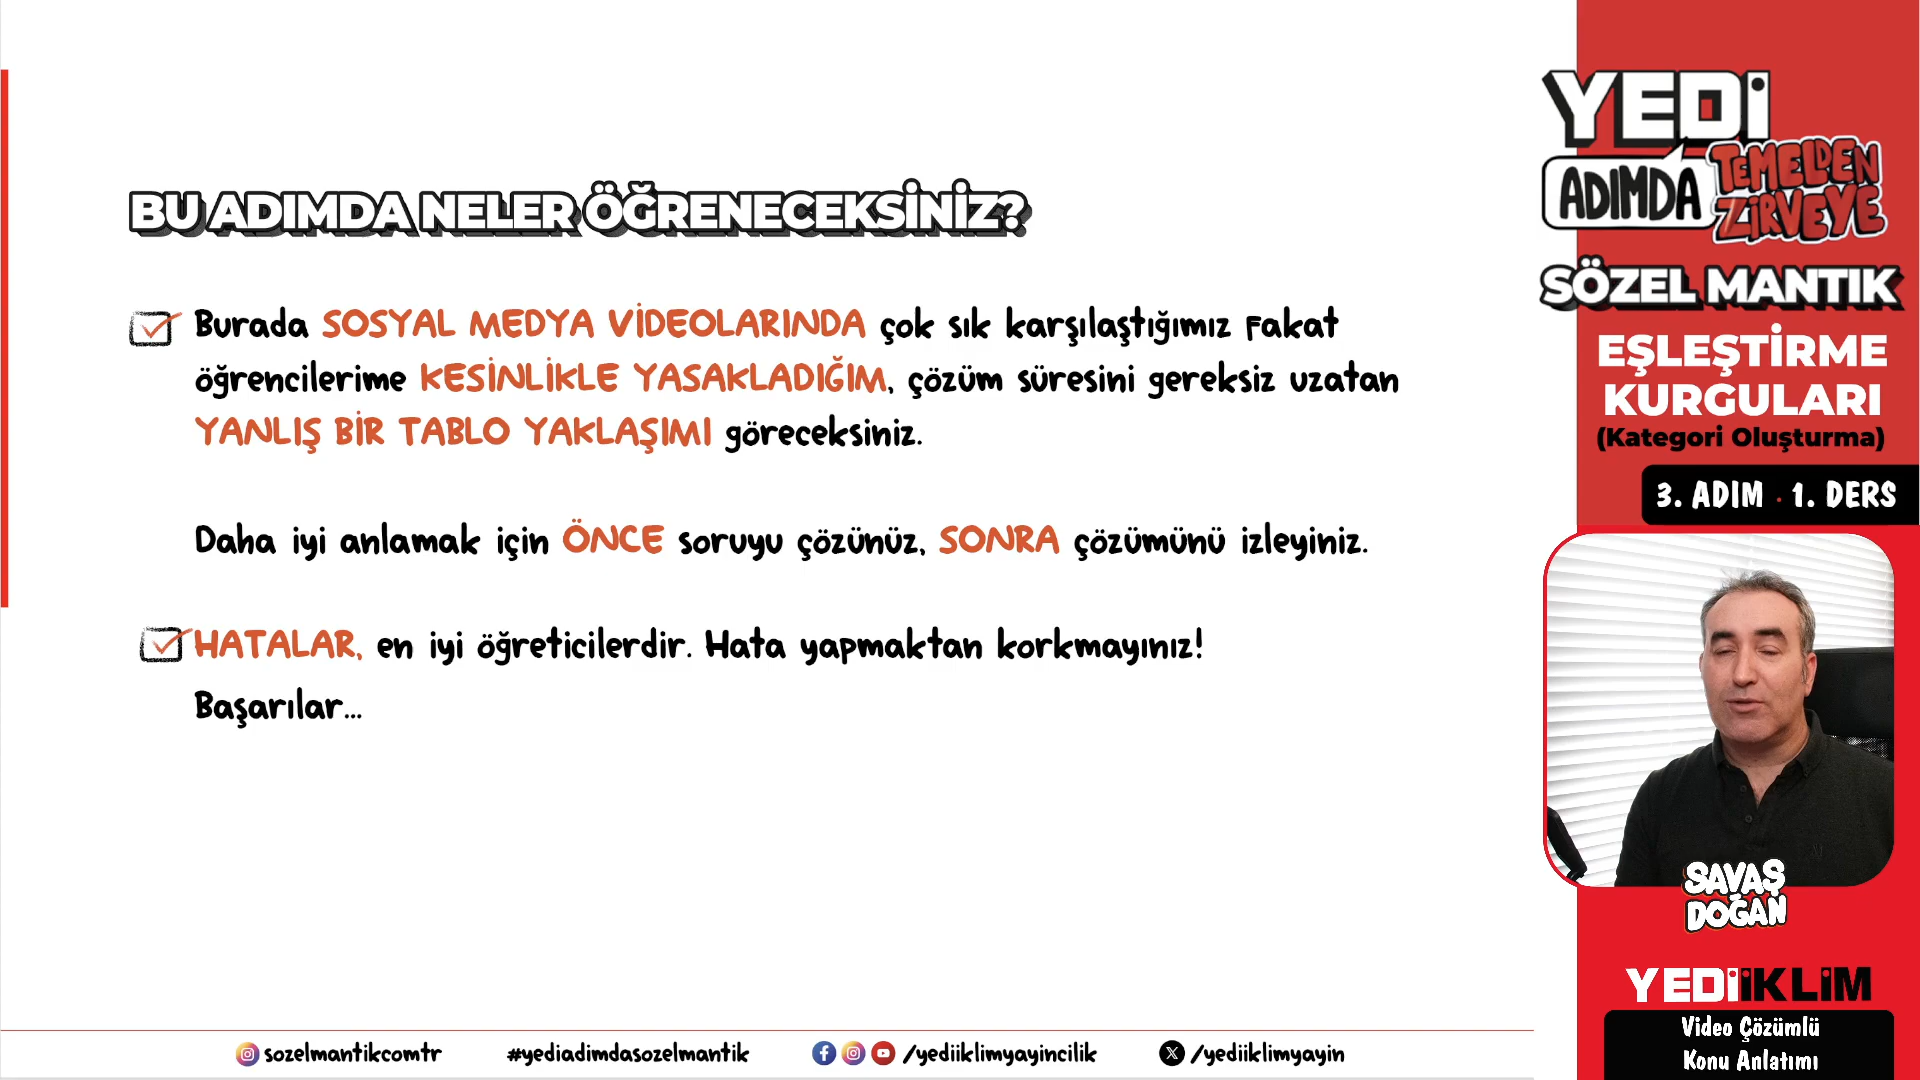 BU ADIMDA NELER ÖĞRENECEKSİNİZ?
Burada SOSYAL MEDYA VİDEOLARINDA çok sık karşılaştığımız fakat
öğrencilerime KESİNLİKLE YASAKLADIĞIM, çözüm süresini gereksiz uzatan
YANLIŞ BİR TABLO YAKLAŞIMI göreceksiniz.
Daha iyi anlamak için ÖNCE soruyu çözünüz, SONRA çözümünü izleyiniz.
HATALAR, en iyi öğreticilerdir. Hata yapmaktan korkmayınız!
Başarılar...
YEDİ
ADIMDA TEMELDEN
ZİRVEYE
SÖZEL MANTIK
EŞLEŞTİRME
KURGULARI
(Kategori Oluşturma)
3. ADIM · 1. DERS
SAVAŞ
DOĞAN
YEDİİKLİM
Video Çözümlü
Konu Anlatımı
sozelmantikcomtr #yediadimdasozelmantik /yediiklimyayincilik /yediiklimyayin